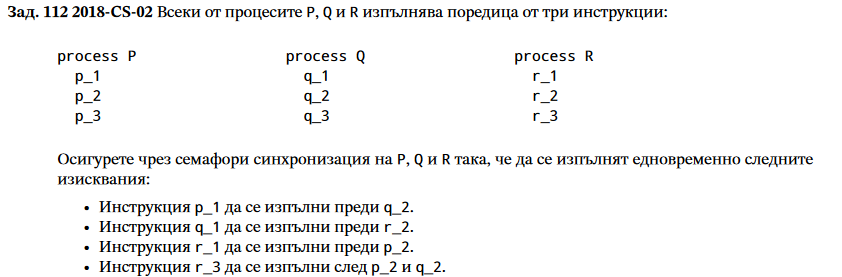 Зад. 112 2018-CS-02 Всеки от процесите P, Q и R изпълнява поредица от три инструкции:
process P process Q process R
p_1 q_1 r_1
p_2 q_2 r_2
p_3 q_3 r_3
Осигурете чрез семафори синхронизация на P, Q и R така, че да се изпълнят едновременно следните
изисквания:
• Инструкция p_1 да се изпълни преди q_2.
• Инструкция q_1 да се изпълни преди r_2.
• Инструкция r_1 да се изпълни преди p_2.
• Инструкция r_3 да се изпълни след p_2 и q_2.